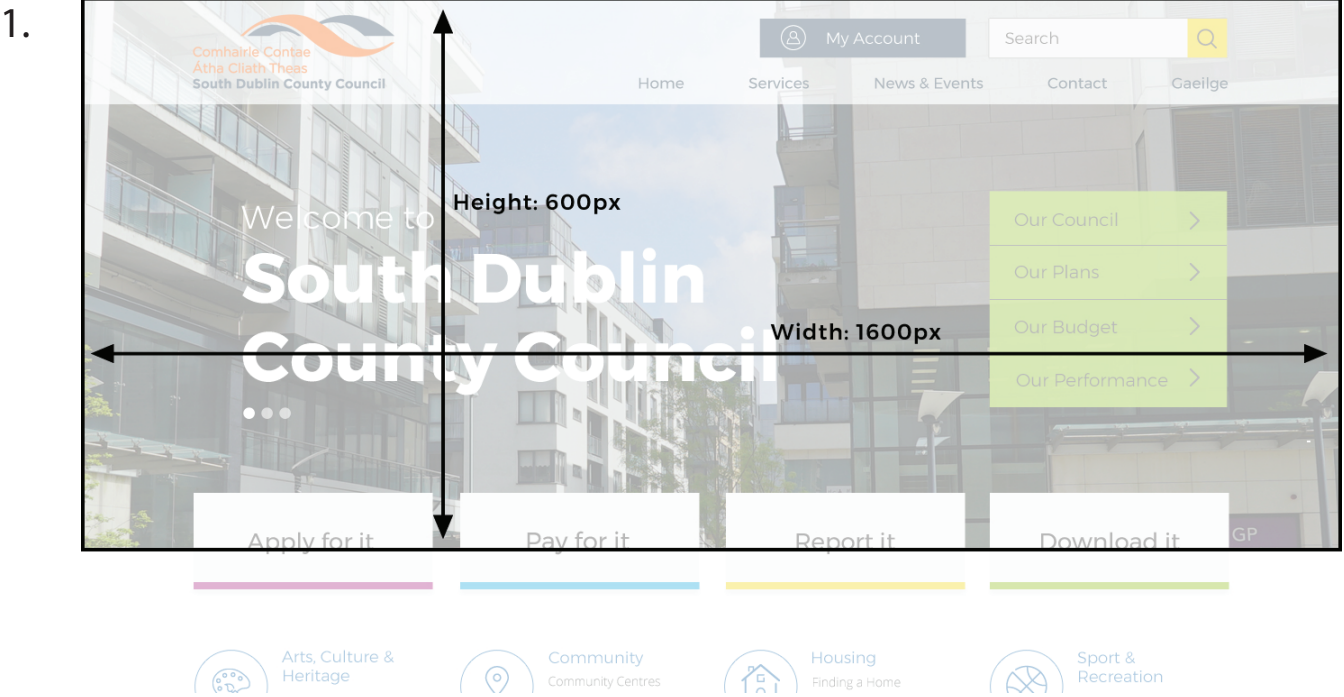 1.
Comhairle Contae
Átha Cliath Theas
South Dublin County Council
My Account
Search
Home Services News & Events Contact Gaeilge
Height: 600px
Welcome to
South Dublin
County Council
Width: 1600px
Our Council
Our Plans
Our Budget
Our Performance
Apply for it
Pay for it
Report it
Download it
GP
Arts, Culture &
Heritage
Community
Community Centres
Housing
Finding a Home
Sport &
Recreation